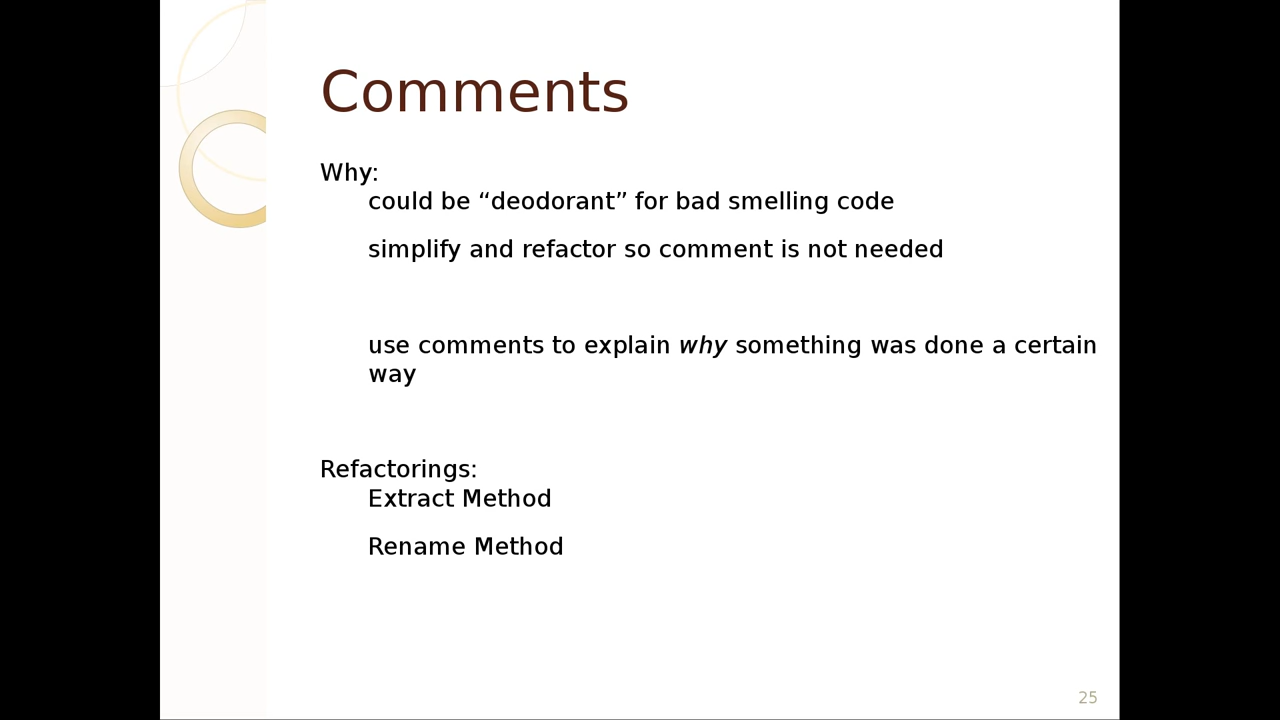 Comments
Why:
could be “deodorant” for bad smelling code
simplify and refactor so comment is not needed
use comments to explain why something was done a certain
way
Refactorings:
Extract Method
Rename Method
25